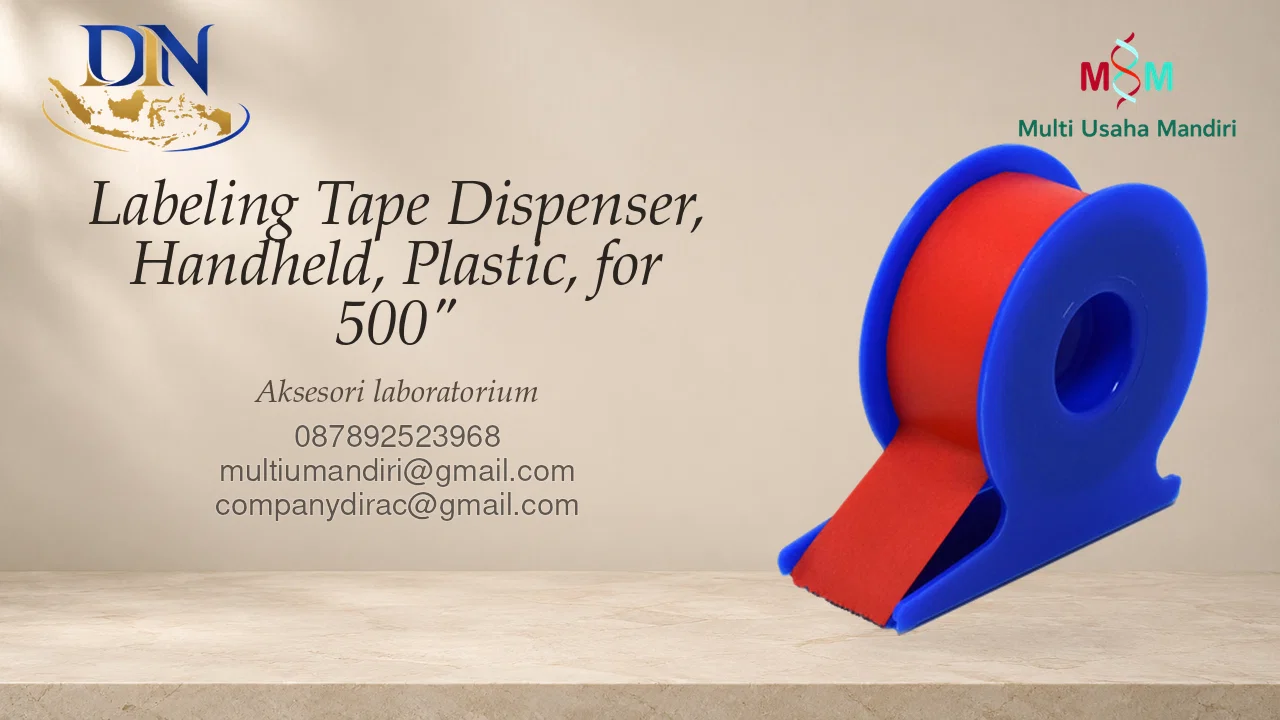 DN
M M
Multi Usaha Mandiri
Labeling Tape Dispenser,
Handheld, Plastic, for
500"
Aksesori laboratorium
087892523968
multiumandiri@gmail.com
companydirac@gmail.com